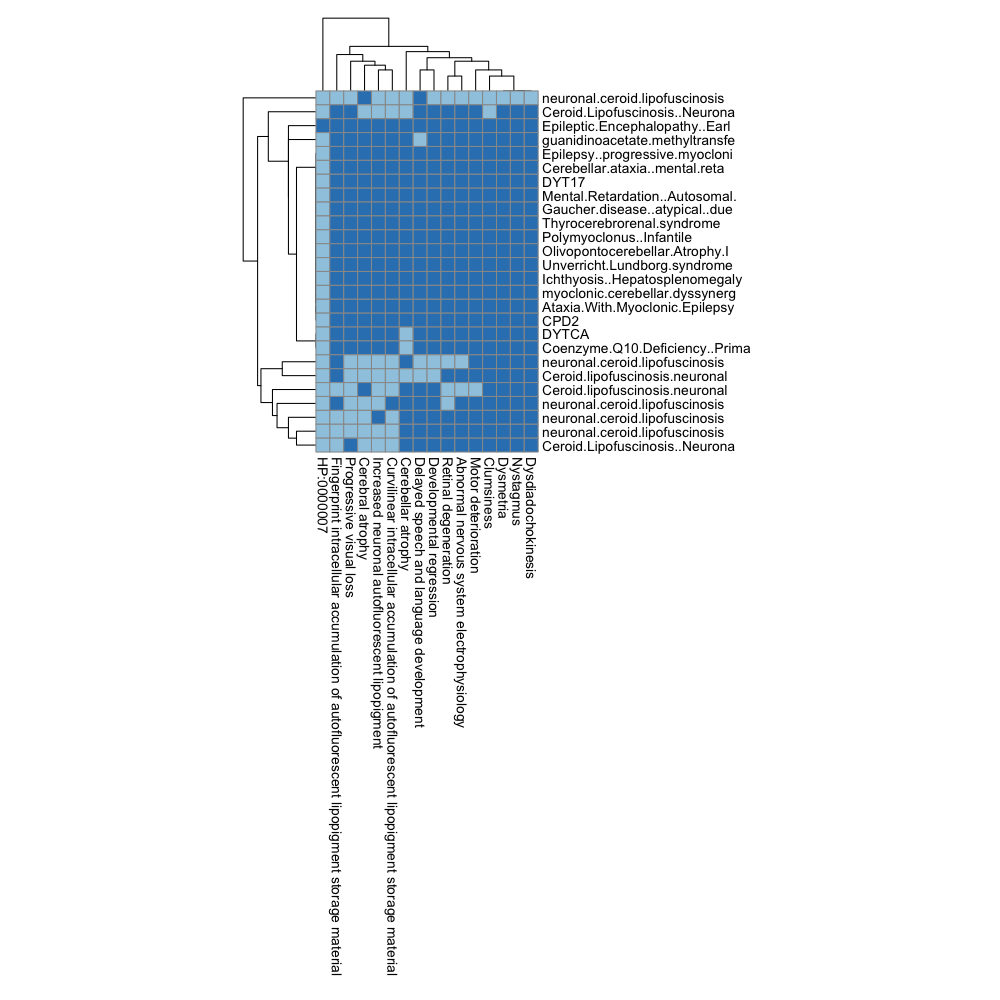 neuronal.ceroid.lipofuscinosis
Ceroid.Lipofuscinosis..Neurona
Epileptic.Encephalopathy..Earl
guanidinoacetate.methyltransfe
Epilepsy..progressive.myocloni
Cerebellar.ataxia..mental.reta
DYT17
Mental.Retardation..Autosomal.
Gaucher.disease..atypical..due
Thyrocerebrorenal.syndrome
Polymyoclonus..Infantile
Olivopontocerebellar.Atrophy.I
Unverricht.Lundborg.syndrome
Ichthyosis..Hepatosplenomegaly
myoclonic.cerebellar.dyssynerg
Ataxia.With.Myoclonic.Epilepsy
CPD2
DYTCA
Coenzyme.Q10.Deficiency..Prima
neuronal.ceroid.lipofuscinosis
Ceroid.lipofuscinosis.neuronal
Ceroid.lipofuscinosis.neuronal
neuronal.ceroid.lipofuscinosis
neuronal.ceroid.lipofuscinosis
neuronal.ceroid.lipofuscinosis
Ceroid.Lipofuscinosis..Neurona
HP:0000007
Fingerprint intracellular accumulation of autofluorescent lipopigment storage material
Progressive visual loss
Cerebral atrophy
Increased neuronal autofluorescent lipopigment
Curvilinear intracellular accumulation of autofluorescent lipopigment storage material
Cerebellar atrophy
Delayed speech and language development
Developmental regression
Retinal degeneration
Abnormal nervous system electrophysiology
Motor deterioration
Clumsiness
Dysmetria
Nystagmus
Dysdiadochokinesis